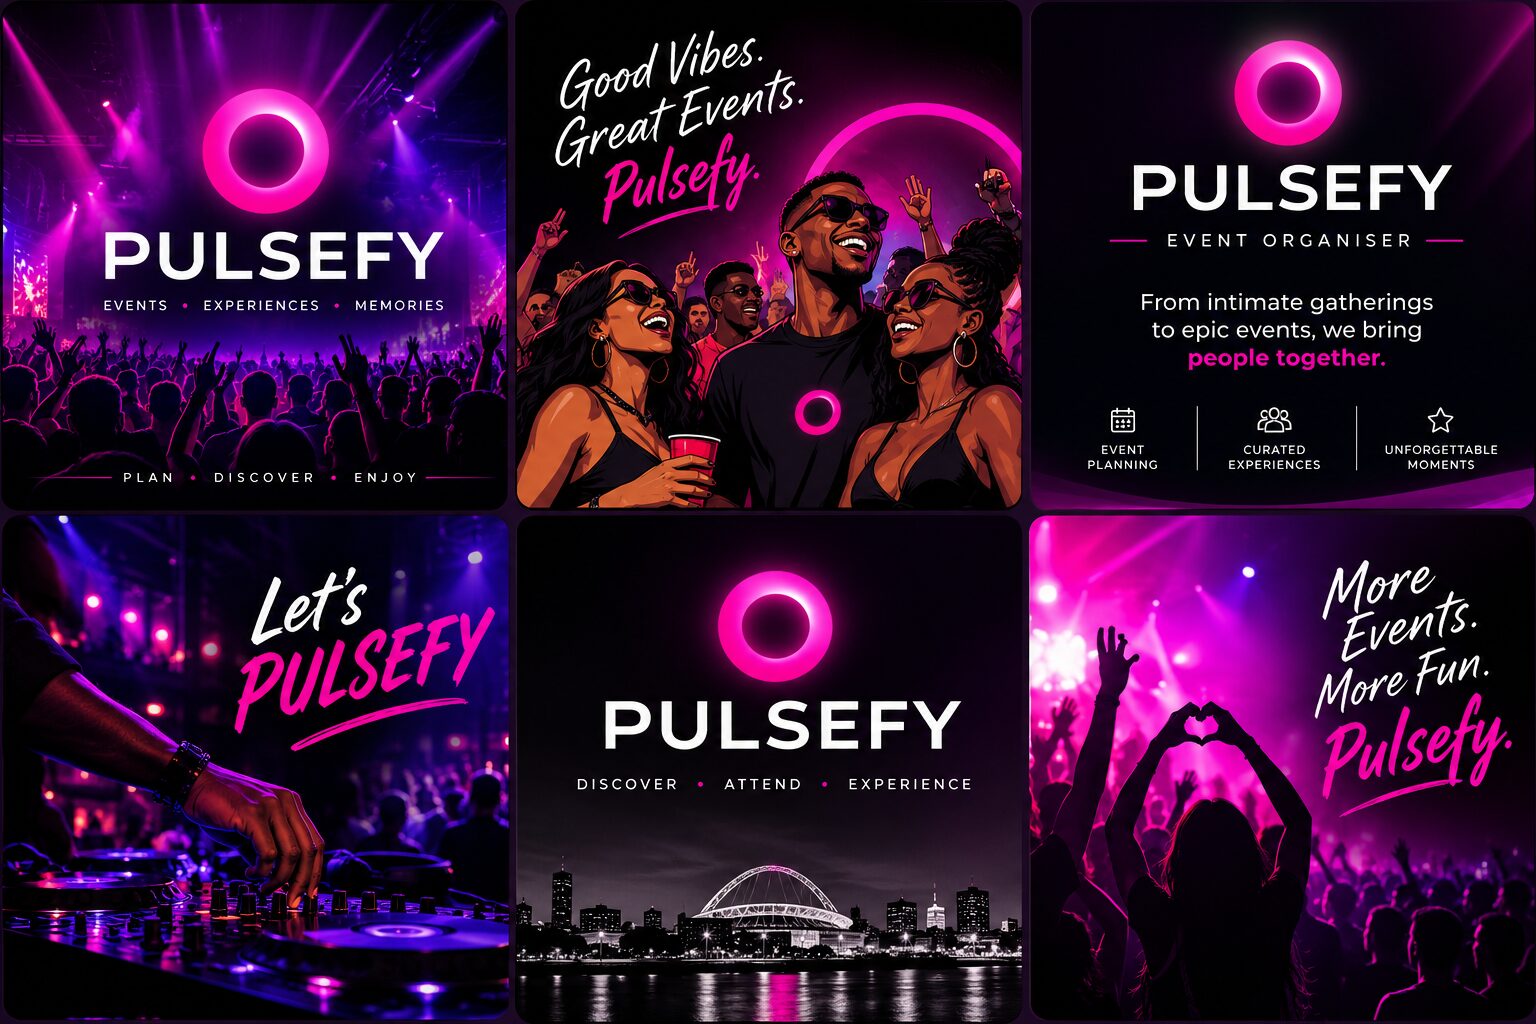 PULSEFY
EVENTS • EXPERIENCES • MEMORIES
PLAN • DISCOVER • ENJOY
Good Vibes.
Great Events.
Pulsefy.
PULSEFY
EVENT ORGANISER
From intimate gatherings
to epic events, we bring
people together.
EVENT
PLANNING
CURATED
EXPERIENCES
UNFORGETTABLE
MOMENTS
Let's
PULSEFY
PULSEFY
DISCOVER • ATTEND • EXPERIENCE
More
Events.
More Fun.
Pulsefy.